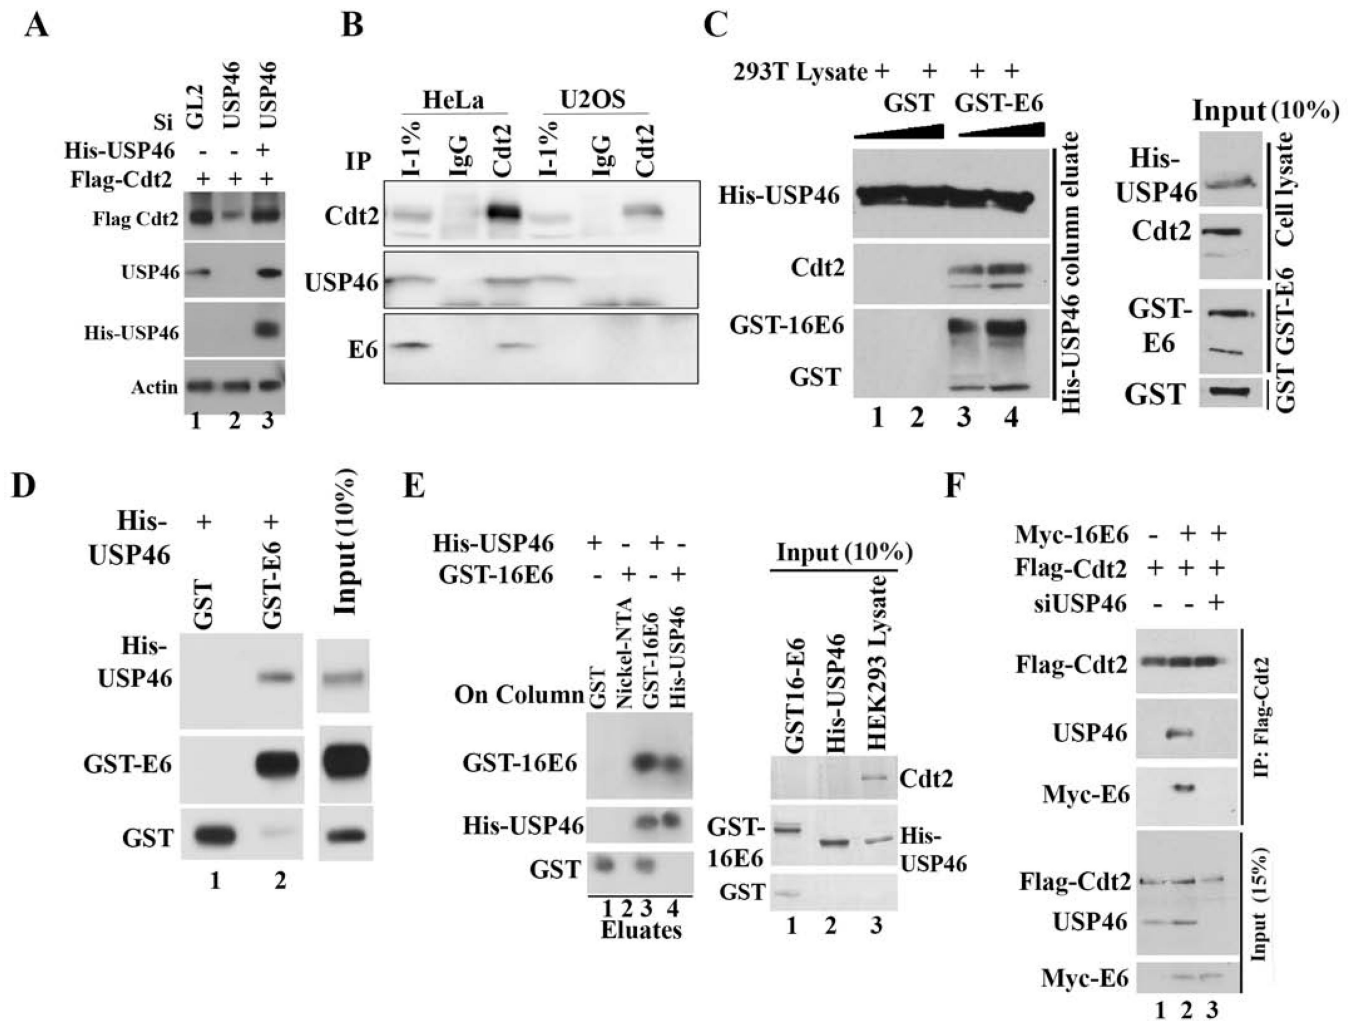 A
Si GL2 USP46 USP46
His-USP46 - - +
Flag-Cdt2 + + +
Flag Cdt2
USP46
His-USP46
Actin
1 2 3
B
HeLa U2OS
IP I-1% IgG Cdt2 I-1% IgG Cdt2
Cdt2
USP46
E6
C
293T Lysate + + + +
GST GST-E6
His-USP46
Cdt2
GST-16E6
GST
1 2 3 4
His-USP46 column eluate
Input (10%)
His-
USP46
Cdt2
GST-
E6
GST
Cell lysate
GST-E6
GST
D
His-
USP46
+ +
GST GST-E6 Input (10%)
His-
USP46
GST-E6
GST
1 2
E
His-USP46 + - + -
GST-16E6 - + - +
On Column GST Nickel-NTA GST-16E6 His-USP46
GST-16E6
His-USP46
GST
1 2 3 4
Eluates
Input (10%)
GST16-E6 His-USP46 HEK293 Lysate
Cdt2
GST-
16E6
His-
USP46
GST
1 2 3
F
Myc-16E6 - + +
Flag-Cdt2 + + +
siUSP46 - - +
Flag-Cdt2
USP46
Myc-E6
IP: Flag-Cdt2
Flag-Cdt2
USP46
Myc-E6
Input (15%)
1 2 3